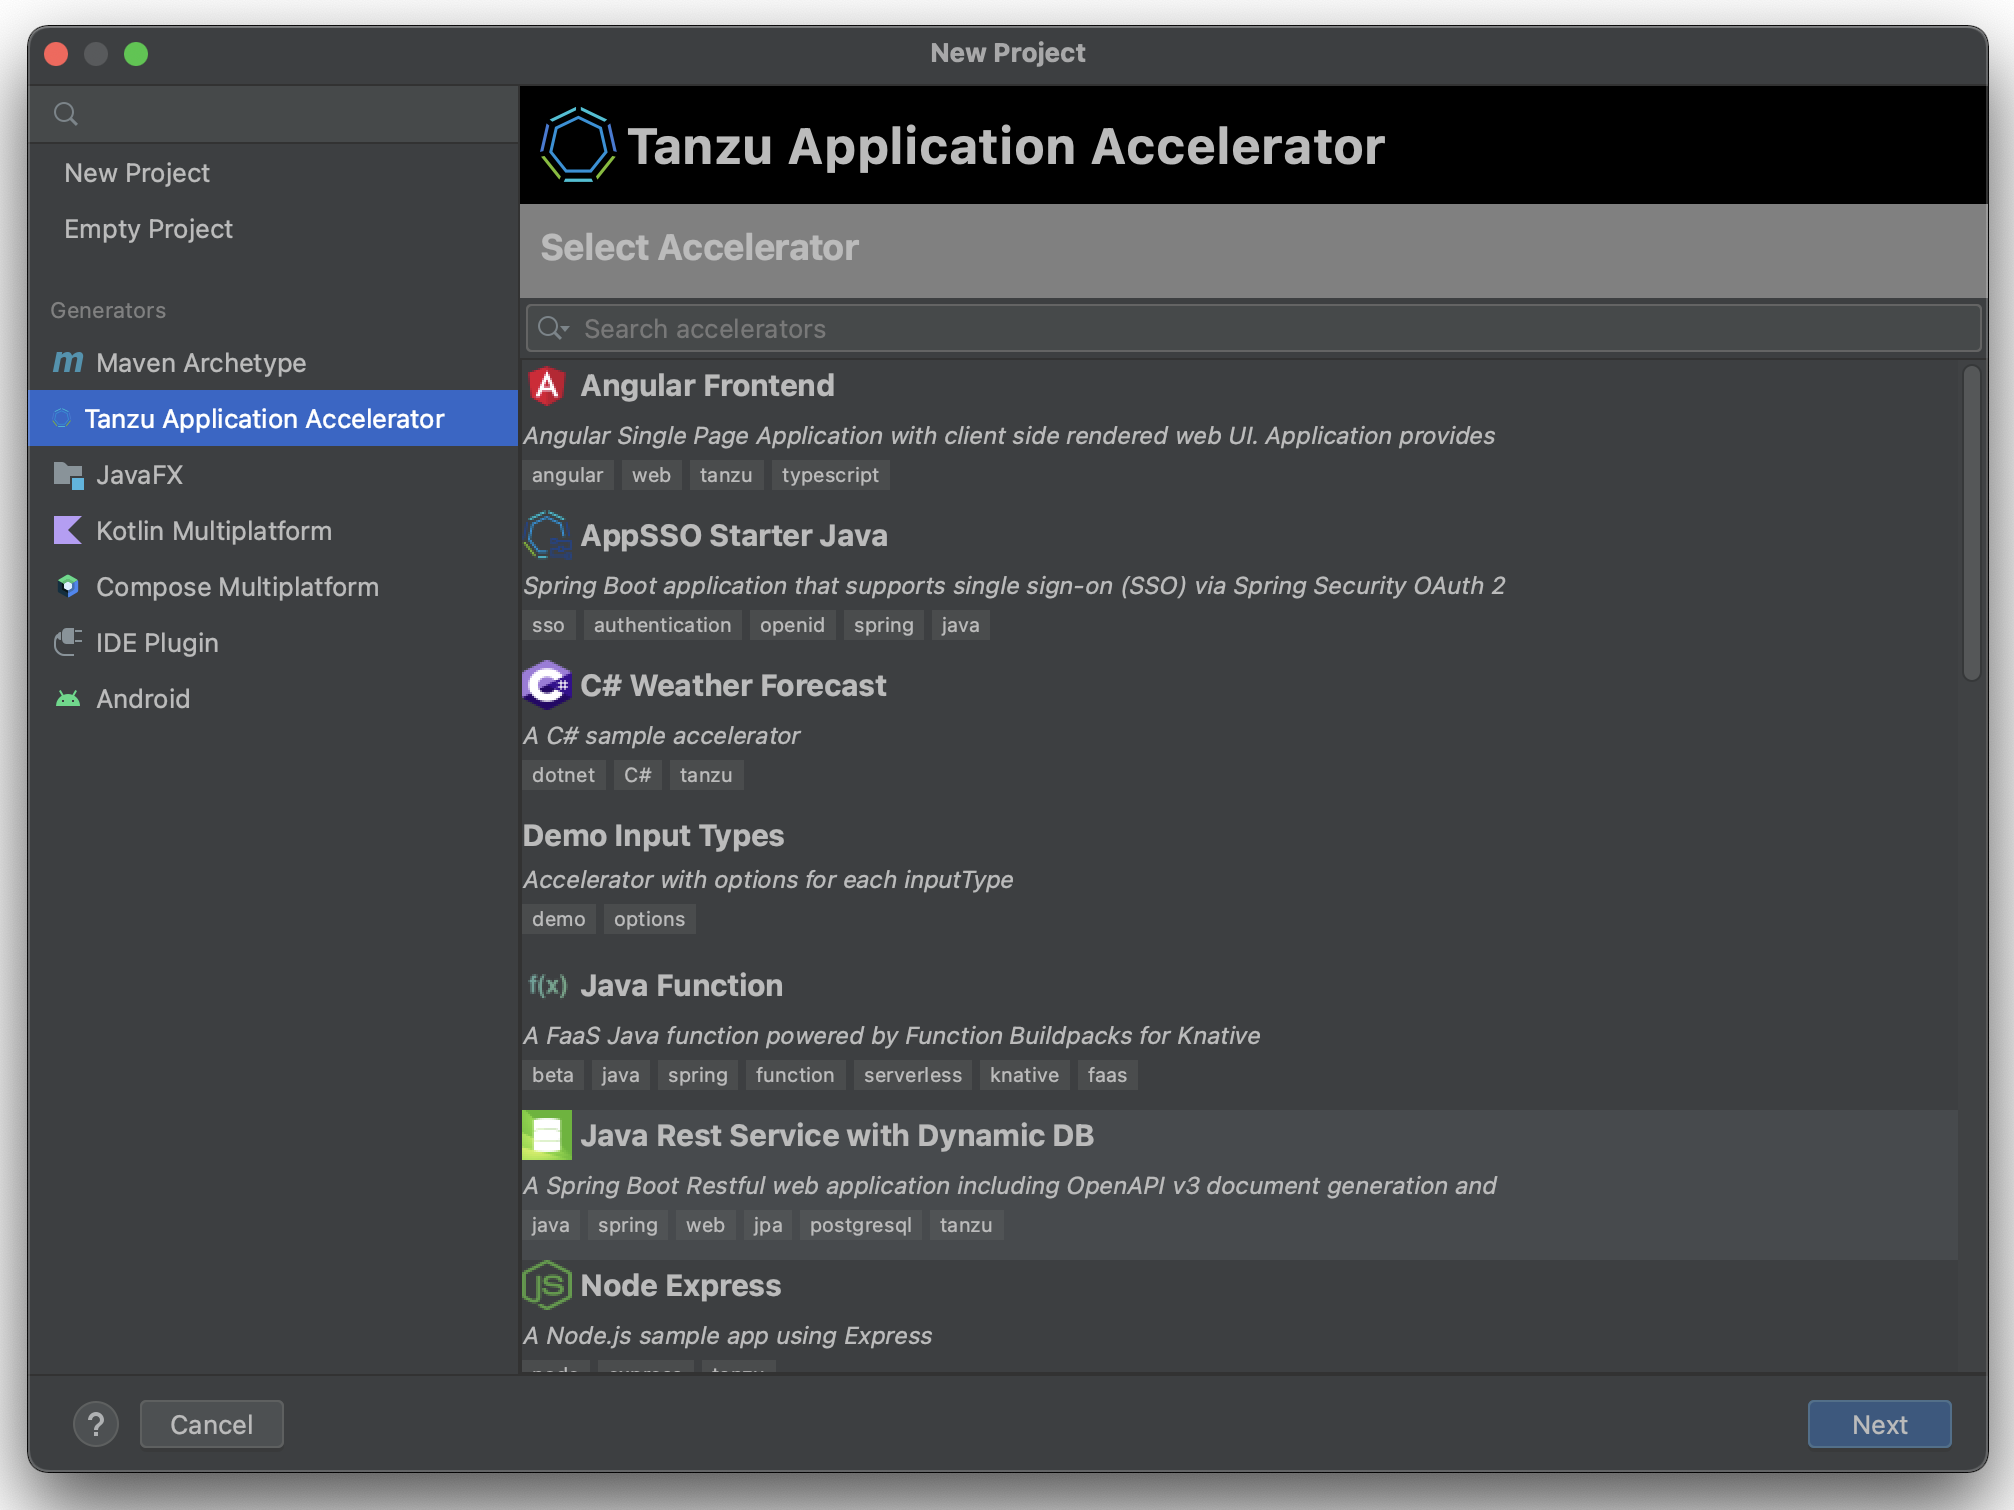 New Project
New Project
Empty Project
Generators
m Maven Archetype
Tanzu Application Accelerator
JavaFX
Kotlin Multiplatform
Compose Multiplatform
IDE Plugin
Android
Tanzu Application Accelerator
Select Accelerator
Search accelerators
A Angular Frontend
Angular Single Page Application with client side rendered web UI. Application provides
angular web tanzu typescript
AppSSO Starter Java
Spring Boot application that supports single sign-on (SSO) via Spring Security OAuth 2
sso authentication openid spring java
C# C# Weather Forecast
A C# sample accelerator
dotnet C# tanzu
Demo Input Types
Accelerator with options for each inputType
demo options
f(x) Java Function
A FaaS Java function powered by Function Buildpacks for Knative
beta java spring function serverless knative faas
Java Rest Service with Dynamic DB
A Spring Boot Restful web application including OpenAPI v3 document generation and
java spring web jpa postgresql tanzu
JS Node Express
A Node.js sample app using Express
node express tanzu
? Cancel
Next